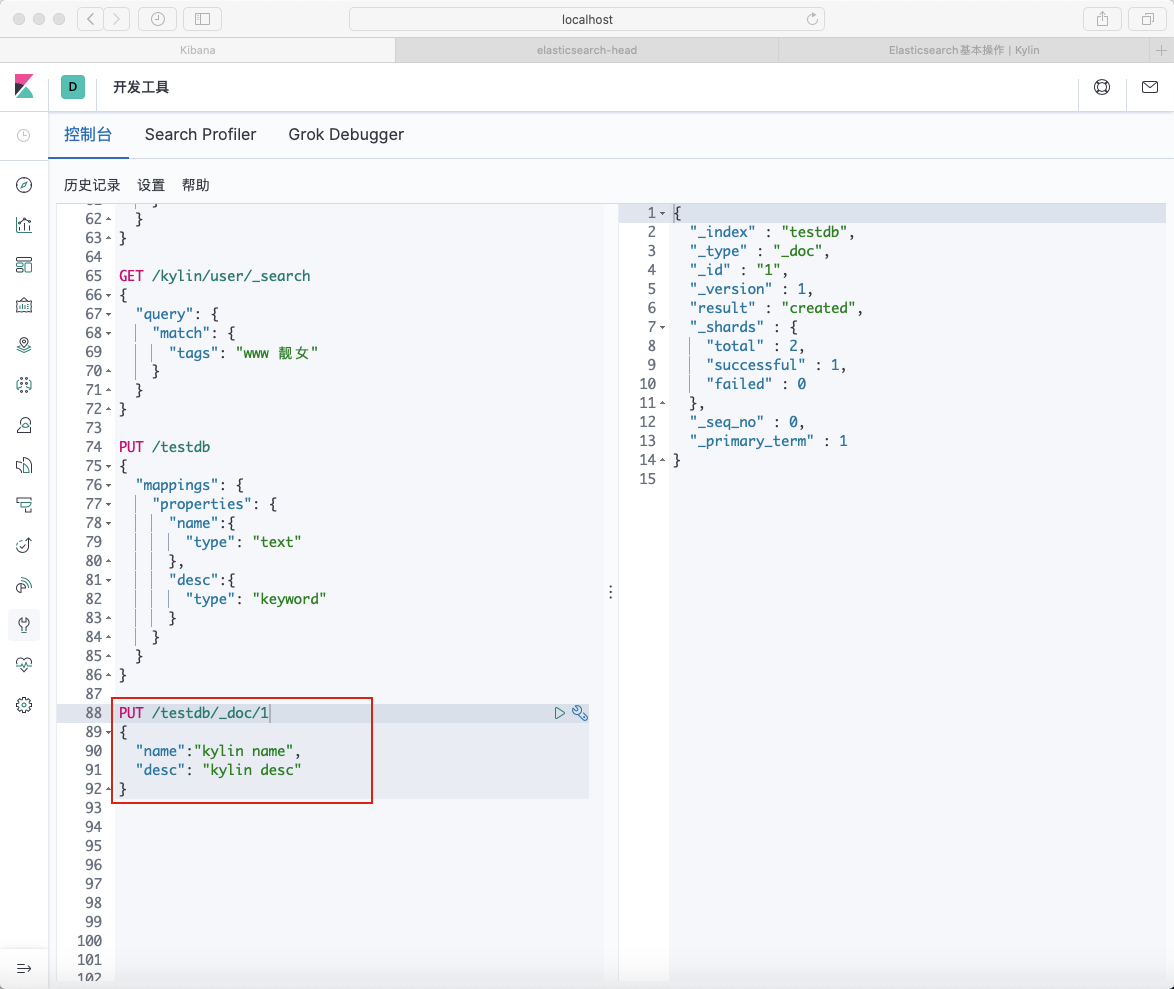 localhost
Kibana
elasticsearch-head
Elasticsearch基本操作 | Kylin
D
开发工具
控制台 Search Profiler Grok Debugger
历史记录 设置 帮助
62 }
63 }
64
65 GET /kylin/user/_search
66 {
67 "query": {
68 "match": {
69 "tags": "www 靓女"
70 }
71 }
72 }
73
74 PUT /testdb
75 {
76 "mappings": {
77 "properties": {
78 "name":{
79 "type": "text"
80 },
81 "desc":{
82 "type": "keyword"
83 }
84 }
85 }
86 }
87
88 PUT /testdb/_doc/1
89 {
90 "name":"kylin name",
91 "desc": "kylin desc"
92 }
93
94
95
96
97
98
99
100
101
102
1 {
2 "_index" : "testdb",
3 "_type" : "_doc",
4 "_id" : "1",
5 "_version" : 1,
6 "result" : "created",
7 "_shards" : {
8 "total" : 2,
9 "successful" : 1,
10 "failed" : 0
11 },
12 "_seq_no" : 0,
13 "_primary_term" : 1
14 }
15